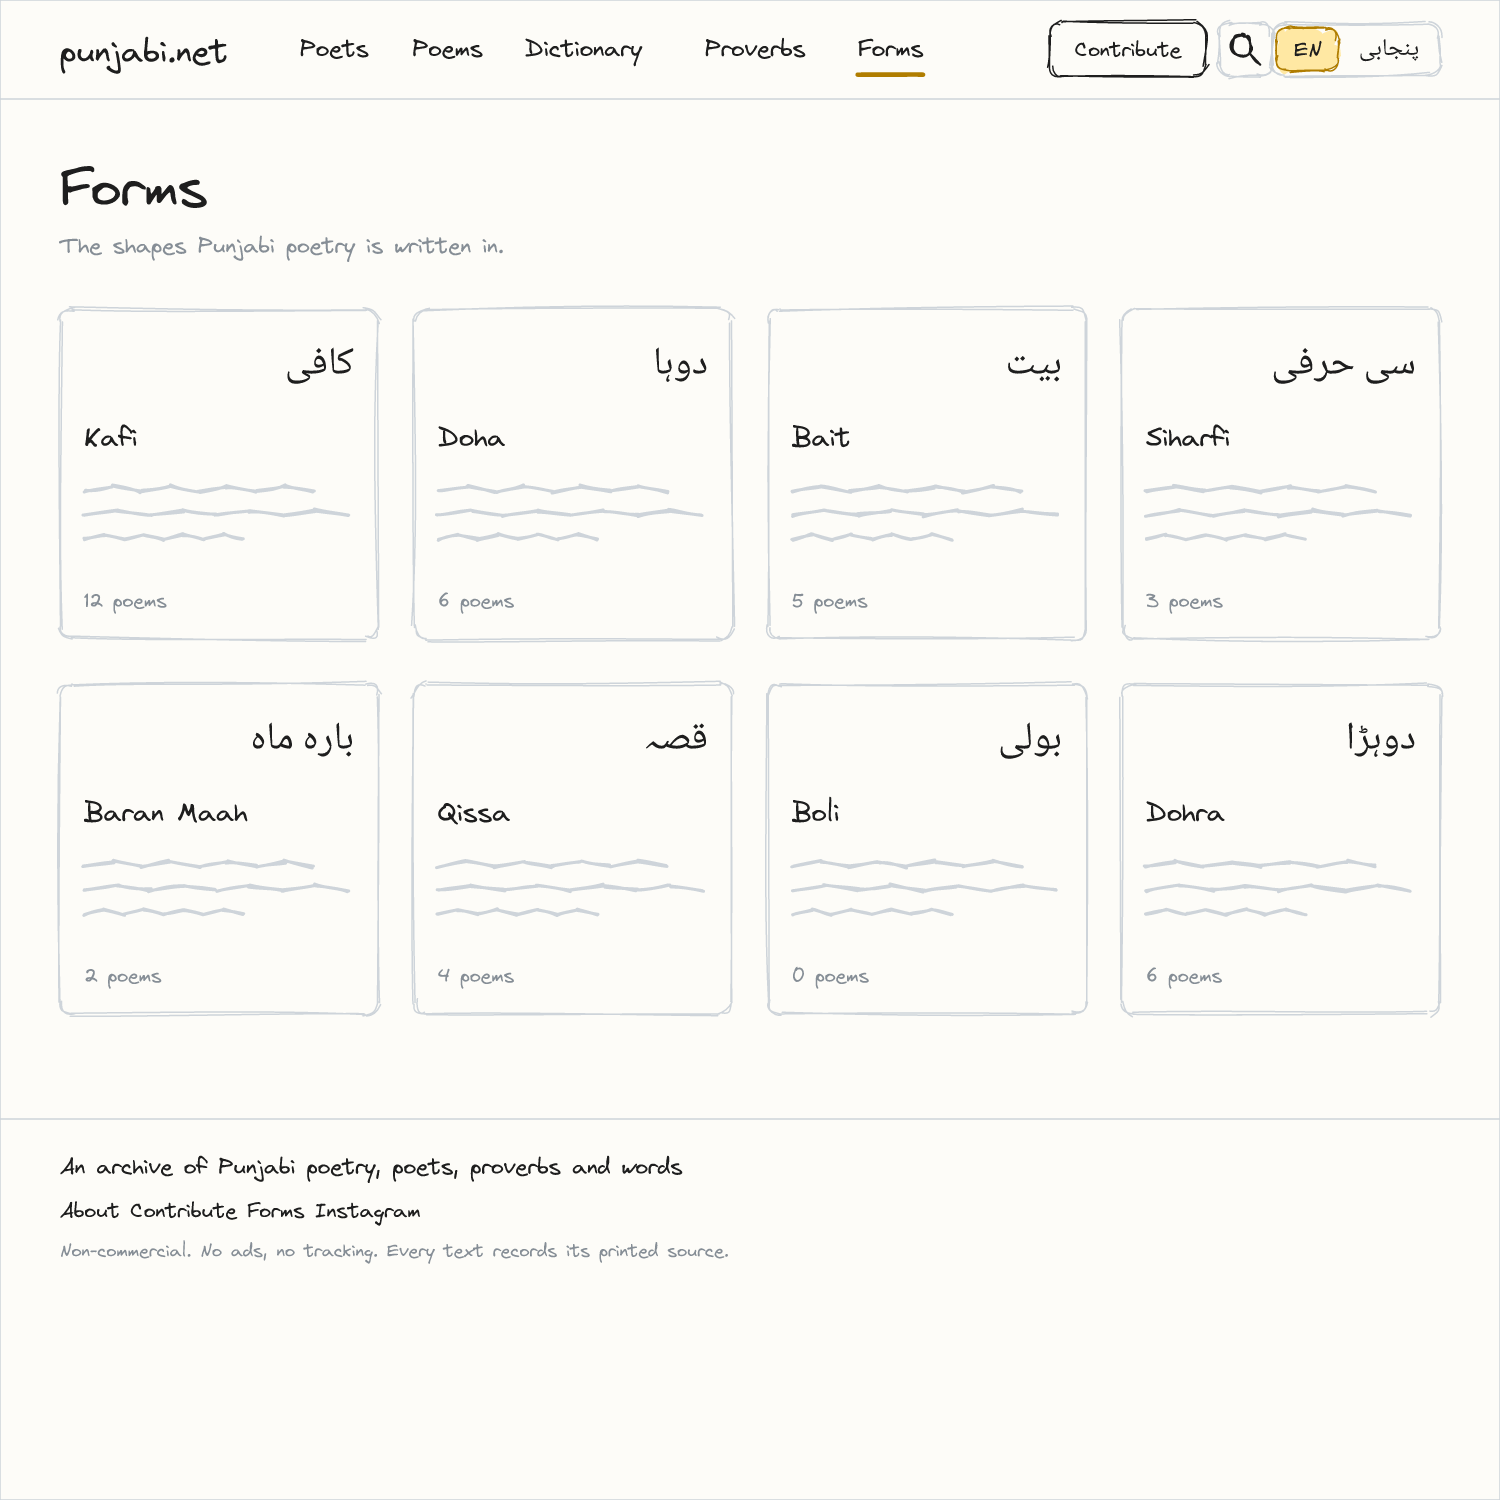 punjabi.net Poets Poems Dictionary Proverbs Forms Contribute EN پنجابی
Forms
The shapes Punjabi poetry is written in.
کافی
Kafi
12 poems
دوہا
Doha
6 poems
بیت
Bait
5 poems
سی حرفی
Siharfi
3 poems
بارہ ماہ
Baran Maah
2 poems
قصہ
Qissa
4 poems
بولی
Boli
0 poems
دوہڑا
Dohra
6 poems
An archive of Punjabi poetry, poets, proverbs and words
About Contribute Forms Instagram
Non-commercial. No ads, no tracking. Every text records its printed source.